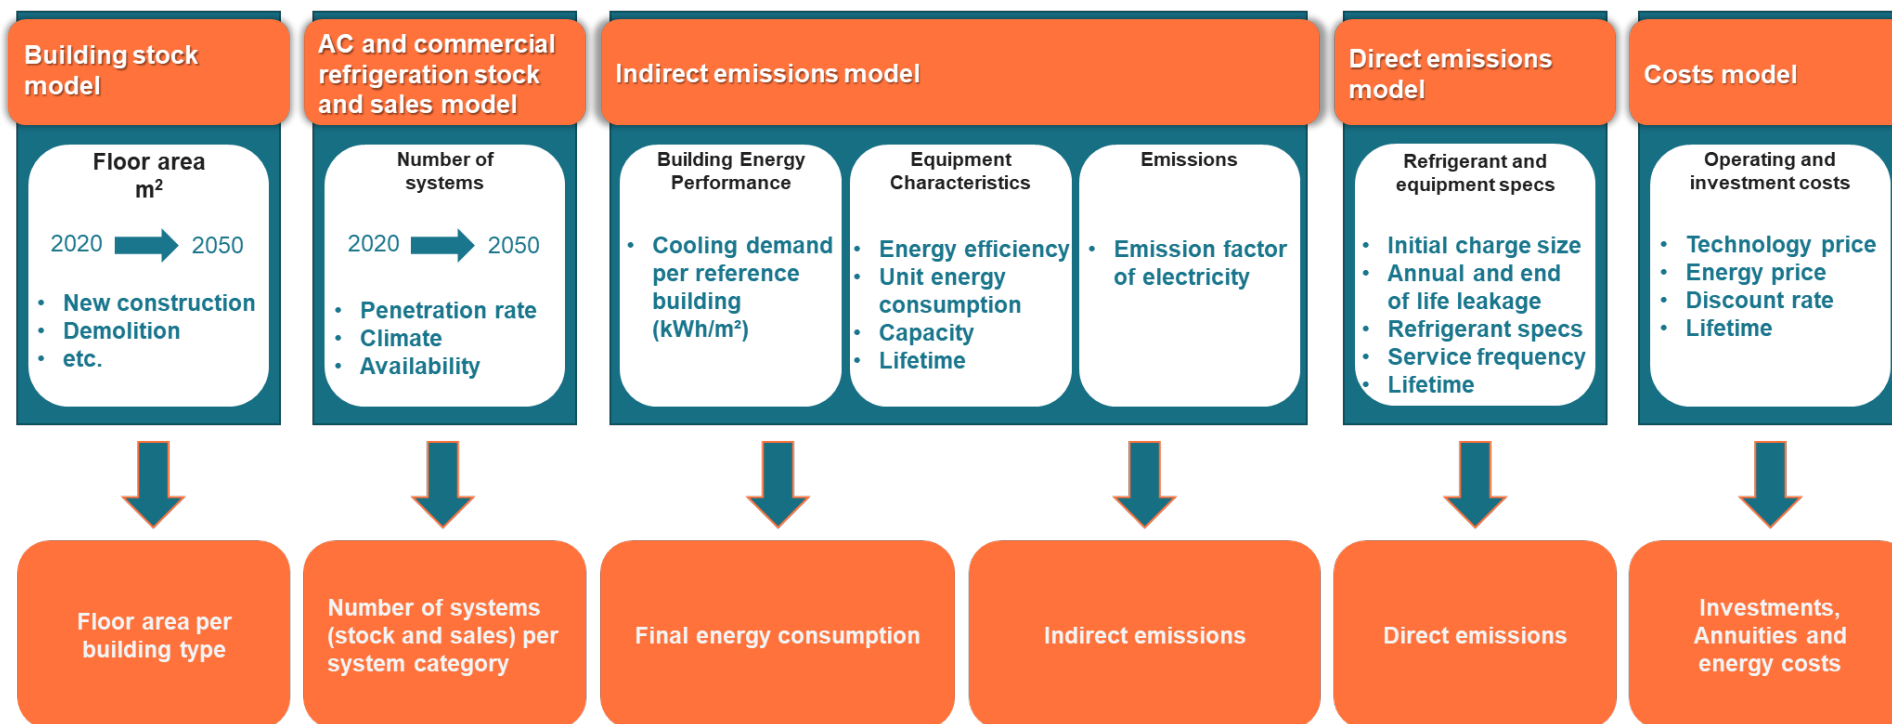 Building stock
model
AC and commercial
refrigeration stock
and sales model
Indirect emissions model
Direct emissions
model
Costs model
Floor area
m²
2020
2050
• New construction
• Demolition
• etc.
Number of
systems
2020
2050
• Penetration rate
• Climate
• Availability
Building Energy
Performance
• Cooling demand
per reference
building
(kWh/m²)
Equipment
Characteristics
• Energy efficiency
• Unit energy
consumption
• Capacity
• Lifetime
Emissions
• Emission factor
of electricity
Refrigerant and
equipment specs
• Initial charge size
• Annual and end
of life leakage
• Refrigerant specs
• Service frequency
• Lifetime
Operating and
investment costs
• Technology price
• Energy price
• Discount rate
• Lifetime
Floor area per
building type
Number of systems
(stock and sales) per
system category
Final energy consumption
Indirect emissions
Direct emissions
Investments,
Annuities and
energy costs